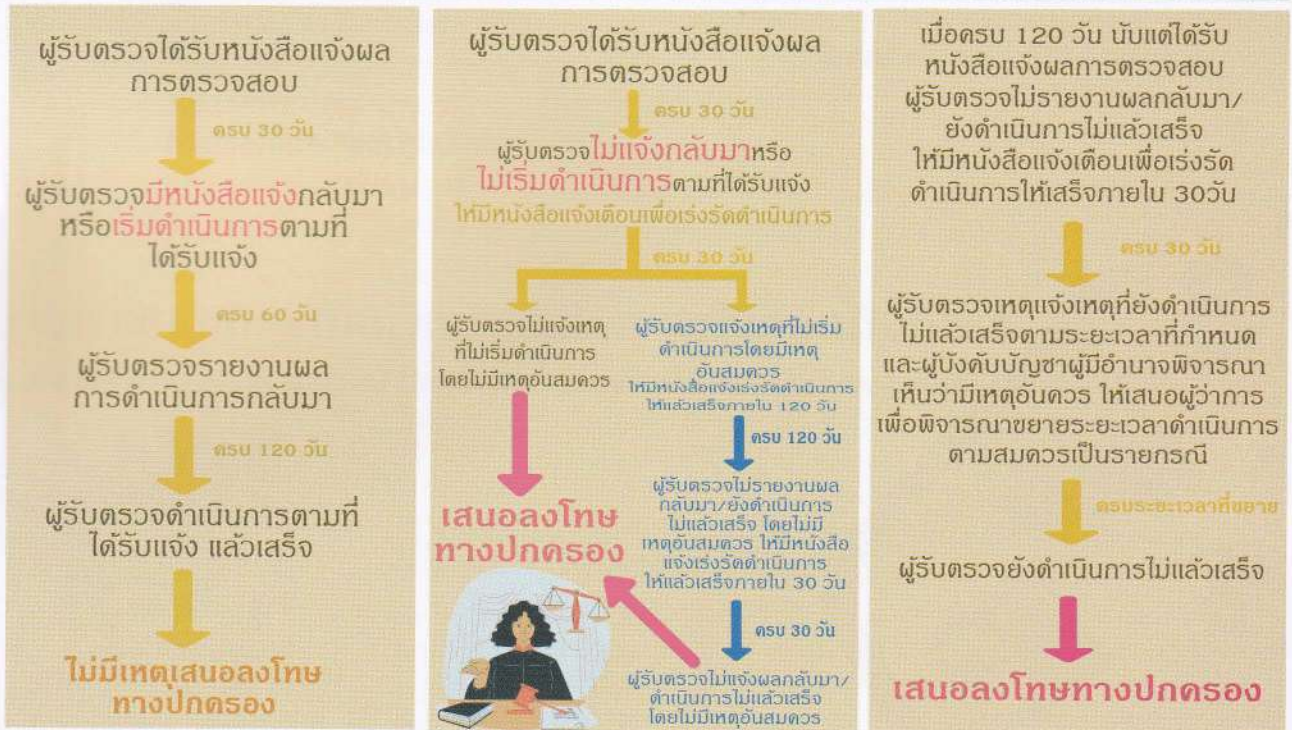 ผู้รับตรวจได้รับหนังสือแจ้งผล
การตรวจสอบ
ครบ 30 วัน
ผู้รับตรวจมีหนังสือแจ้งกลับมา
หรือเริ่มดำเนินการตามที่
ได้รับแจ้ง
ครบ 60 วัน
ผู้รับตรวจรายงานผล
การดำเนินการกลับมา
ครบ 120 วัน
ผู้รับตรวจดำเนินการตามที่
ได้รับแจ้ง แล้วเสร็จ
ไม่มีเหตุเสนอลงโทษ
ทางปกครอง
ผู้รับตรวจได้รับหนังสือแจ้งผล
การตรวจสอบ
ครบ 30 วัน
ผู้รับตรวจไม่แจ้งกลับมาหรือ
ไม่เริ่มดำเนินการตามที่ได้รับแจ้ง
ให้มีหนังสือแจ้งเตือนเพื่อเร่งรัดดำเนินการ
ครบ 30 วัน
ผู้รับตรวจไม่แจ้งเหตุ
ที่ไม่เริ่มดำเนินการ
โดยไม่มีเหตุอันสมควร
เสนอลงโทษ
ทางปกครอง
ผู้รับตรวจแจ้งเหตุที่ไม่เริ่ม
ดำเนินการโดยมีเหตุ
อันสมควร
ให้มีหนังสือแจ้งเร่งรัดดำเนินการ
ให้แล้วเสร็จภายใน 120 วัน
ครบ 120 วัน
ผู้รับตรวจไม่รายงานผล
กลับมา/ยังดำเนินการ
ไม่แล้วเสร็จ โดยไม่มี
เหตุอันสมควร ให้มีหนังสือ
แจ้งเร่งรัดดำเนินการ
ให้แล้วเสร็จภายใน 30 วัน
ครบ 30 วัน
ผู้รับตรวจไม่แจ้งผลกลับมา/
ดำเนินการไม่แล้วเสร็จ
โดยไม่มีเหตุอันสมควร
เมื่อครบ 120 วัน นับแต่ได้รับ
หนังสือแจ้งผลการตรวจสอบ
ผู้รับตรวจไม่รายงานผลกลับมา/
ยังดำเนินการไม่แล้วเสร็จ
ให้มีหนังสือแจ้งเตือนเพื่อเร่งรัด
ดำเนินการให้เสร็จภายใน 30วัน
ครบ 30 วัน
ผู้รับตรวจเหตุแจ้งเหตุที่ยังดำเนินการ
ไม่แล้วเสร็จตามระยะเวลาที่กำหนด
และผู้บังคับบัญชาผู้มีอำนาจพิจารณา
เห็นว่ามีเหตุอันควร ให้เสนอผู้ว่าการ
เพื่อพิจารณาขยายระยะเวลาดำเนินการ
ตามสมควรเป็นรายกรณี
ครบระยะเวลาที่ขยาย
ผู้รับตรวจยังดำเนินการไม่แล้วเสร็จ
เสนอลงโทษทางปกครอง